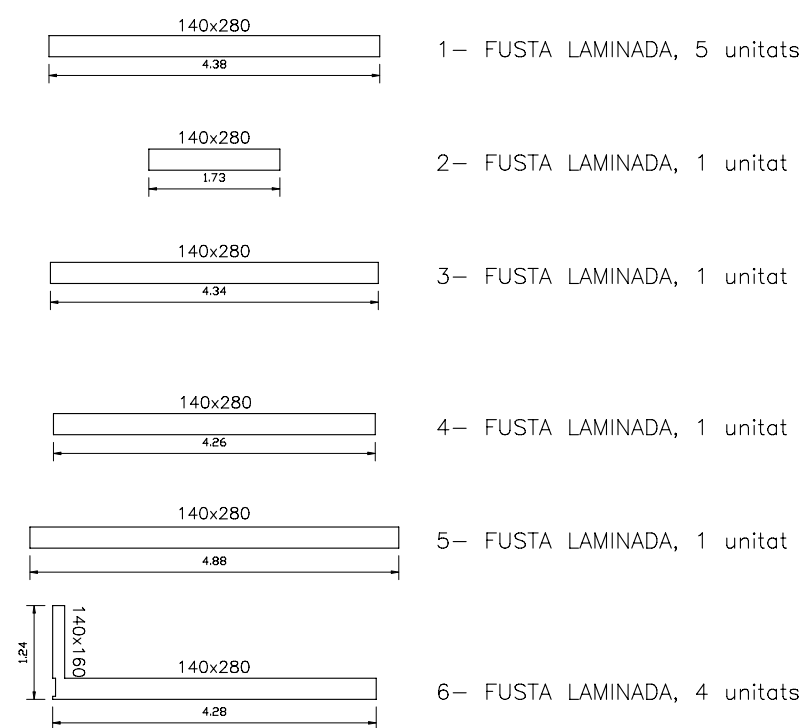 140x280
4.38
1- FUSTA LAMINADA, 5 unitats
140x280
1.73
2- FUSTA LAMINADA, 1 unitat
140x280
4.34
3- FUSTA LAMINADA, 1 unitat
140x280
4.26
4- FUSTA LAMINADA, 1 unitat
140x280
4.88
5- FUSTA LAMINADA, 1 unitat
1.24
140x160
140x280
4.28
6- FUSTA LAMINADA, 4 unitats